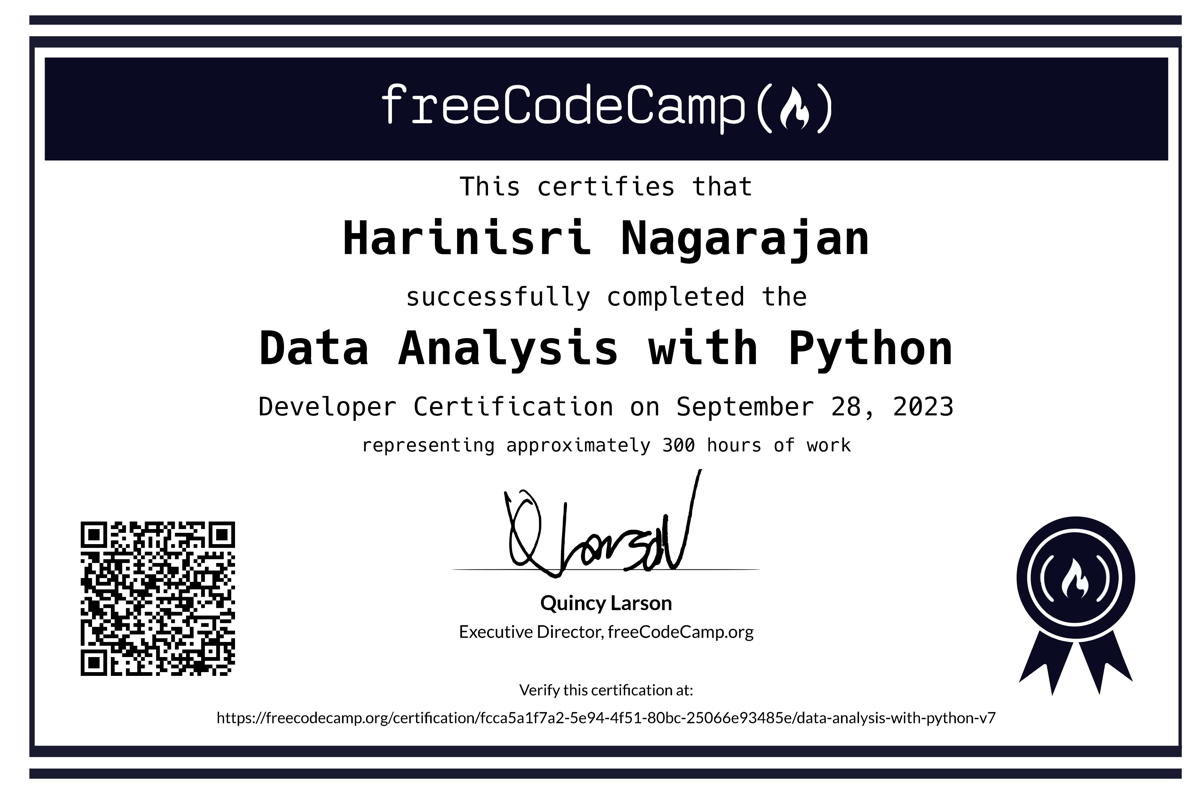 freeCodeCamp
This certifies that
Harinisri Nagarajan
successfully completed the
Data Analysis with Python
Developer Certification on September 28, 2023
representing approximately 300 hours of work
Q Larson
Quincy Larson
Executive Director, freeCodeCamp.org
Verify this certification at:
https://freecodecamp.org/certification/fcca5a1f7a2-5e94-4f51-80bc-25066e93485e/data-analysis-with-python-v7